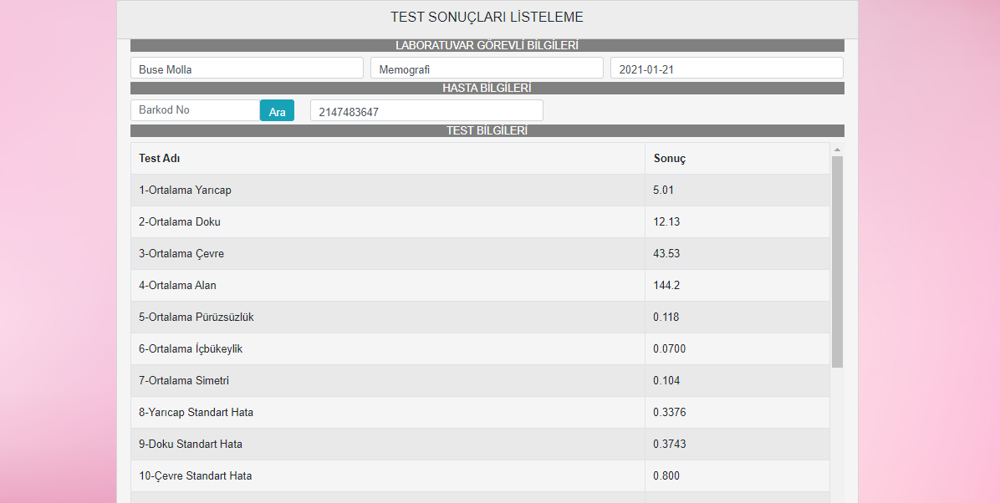 TEST SONUÇLARI LİSTELEME
LABORATUVAR GÖREVLİ BİLGİLERİ
Buse Molla Memografi 2021-01-21
HASTA BİLGİLERİ
Barkod No Ara 2147483647
TEST BİLGİLERİ
Test Adı Sonuç
1-Ortalama Yarıcap 5.01
2-Ortalama Doku 12.13
3-Ortalama Çevre 43.53
4-Ortalama Alan 144.2
5-Ortalama Pürüzsüzlük 0.118
6-Ortalama İçbükeylik 0.0700
7-Ortalama Simetri 0.104
8-Yarıcap Standart Hata 0.3376
9-Doku Standart Hata 0.3743
10-Çevre Standart Hata 0.800